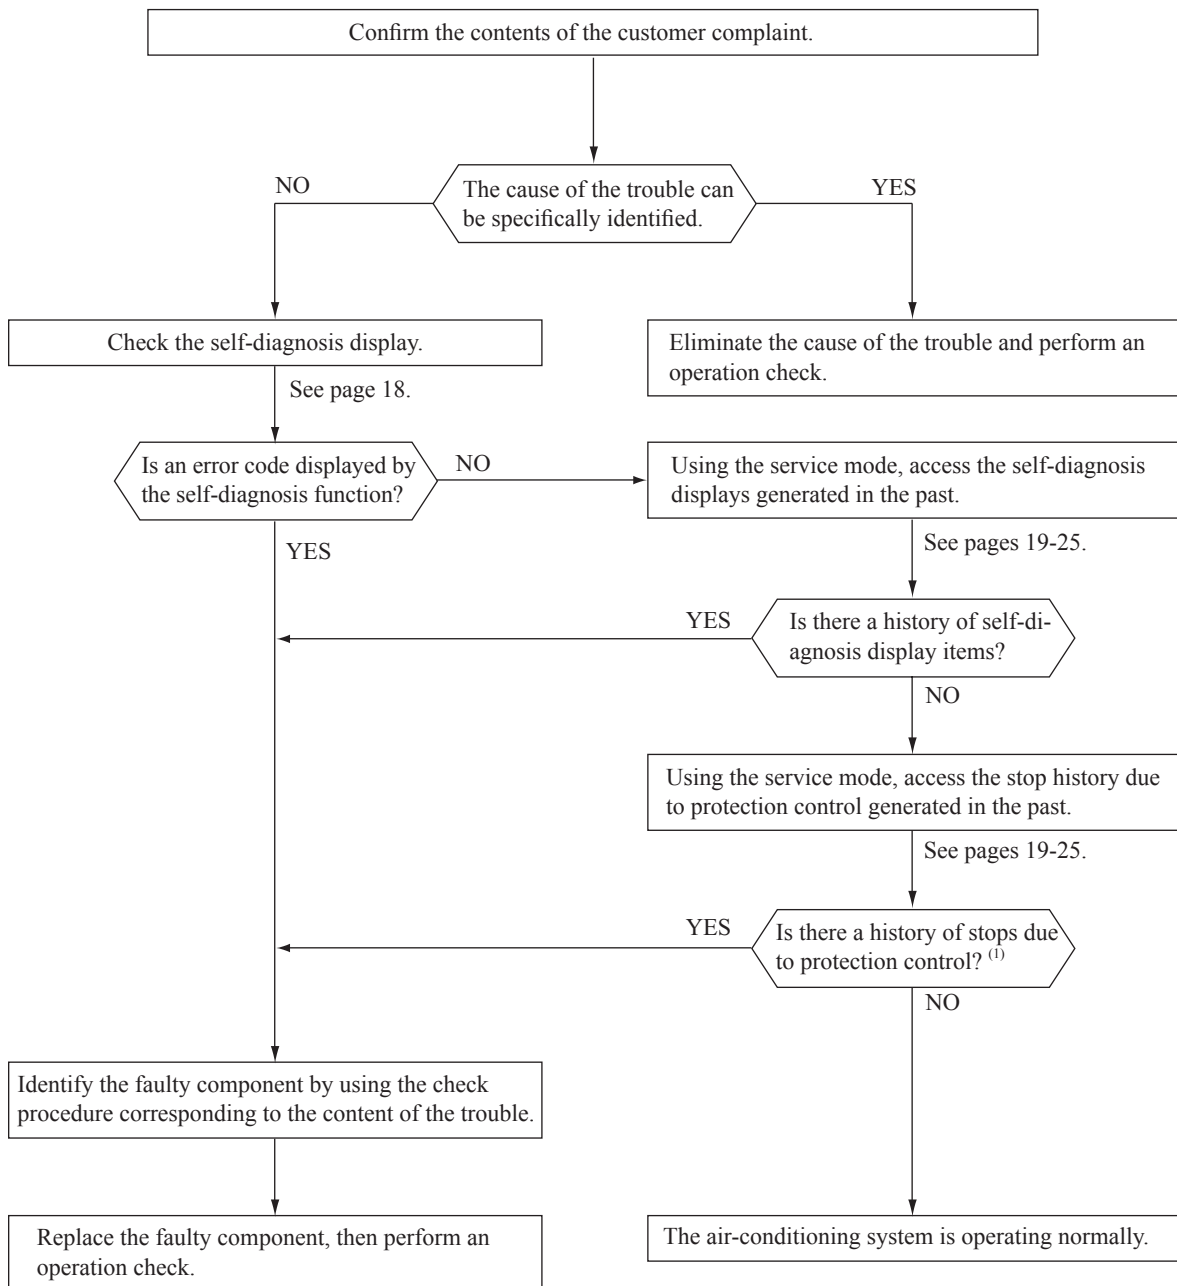 Confirm the contents of the customer complaint.
NO
The cause of the trouble can
be specifically identified.
YES
Check the self-diagnosis display.
Eliminate the cause of the trouble and perform an
operation check.
See page 18.
Is an error code displayed by
the self-diagnosis function?
NO
Using the service mode, access the self-diagnosis
displays generated in the past.
YES
See pages 19-25.
YES
Is there a history of self-di-
agnosis display items?
NO
Using the service mode, access the stop history due
to protection control generated in the past.
See pages 19-25.
YES
Is there a history of stops due
to protection control? (1)
NO
Identify the faulty component by using the check
procedure corresponding to the content of the trouble.
Replace the faulty component, then perform an
operation check.
The air-conditioning system is operating normally.